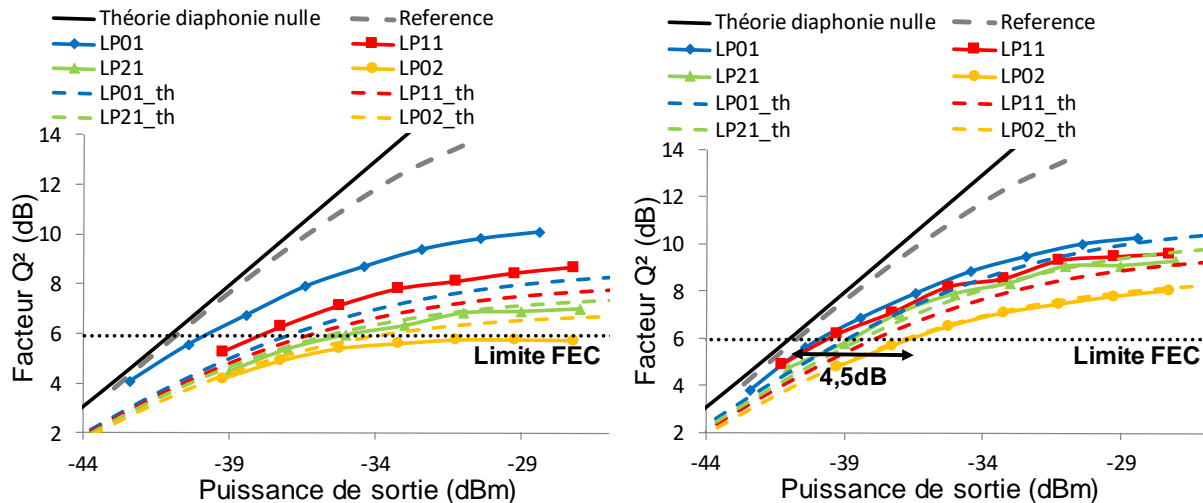 Théorie diaphonie nulle
Reference
LP01
LP11
LP21
LP02
LP01_th
LP11_th
LP21_th
LP02_th
14
12
10
8
6
4
2
Facteur Q² (dB)
Limite FEC
-44
-39
-34
-29
Puissance de sortie (dBm)
Théorie diaphonie nulle
Reference
LP01
LP11
LP21
LP02
LP01_th
LP11_th
LP21_th
LP02_th
14
12
10
8
6
4
2
Facteur Q² (dB)
Limite FEC
4,5dB
-44
-39
-34
-29
Puissance de sortie (dBm)